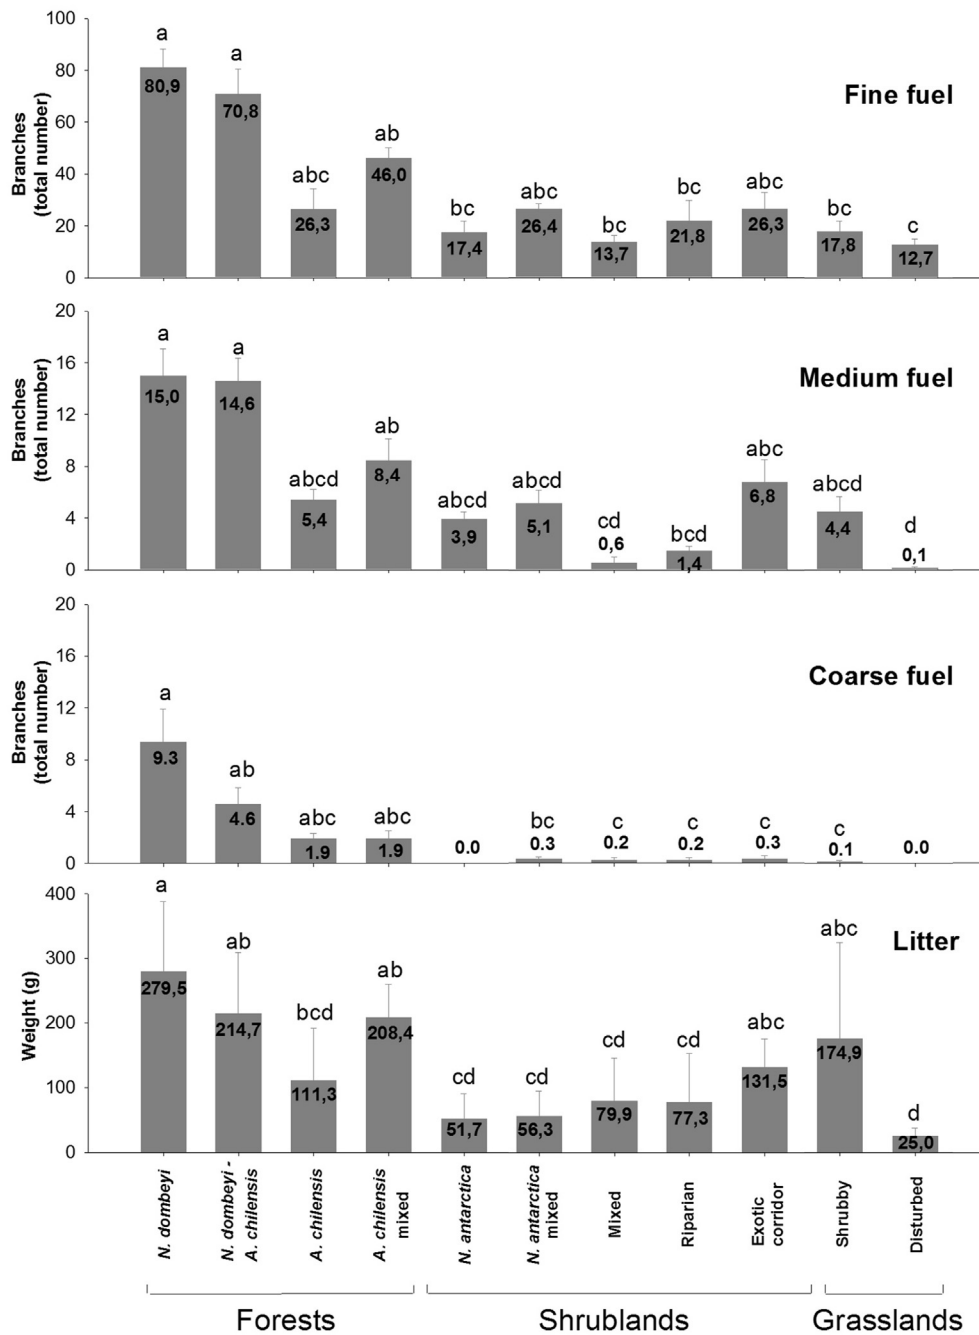 Fine fuel
Branches
(total number)
100
80
60
40
20
0
a
a
abc
ab
bc
abc
bc
bc
abc
bc
c
80,9
70,8
26,3
46,0
17,4
26,4
13,7
21,8
26,3
17,8
12,7
Medium fuel
Branches
(total number)
20
16
12
8
4
0
a
a
abcd
ab
abcd
abcd
cd
bcd
abc
abcd
d
15,0
14,6
5,4
8,4
3,9
5,1
0,6
1,4
6,8
4,4
0,1
Coarse fuel
Branches
(total number)
20
16
12
8
4
0
a
ab
abc
abc
bc
c
c
c
c
9.3
4.6
1.9
1.9
0.0
0.3
0.2
0.2
0.3
0.1
0.0
Litter
Weight (g)
400
300
200
100
0
a
ab
bcd
ab
cd
cd
cd
cd
abc
abc
d
279,5
214,7
111,3
208,4
51,7
56,3
79,9
77,3
131,5
174,9
25,0
N. dombeyi
N. dombeyi -
A. chilensis
A. chilensis
A. chilensis
mixed
N. antarctica
N. antarctica
mixed
Mixed
Riparian
Exotic
corridor
Shrubby
Disturbed
Forests
Shrublands
Grasslands